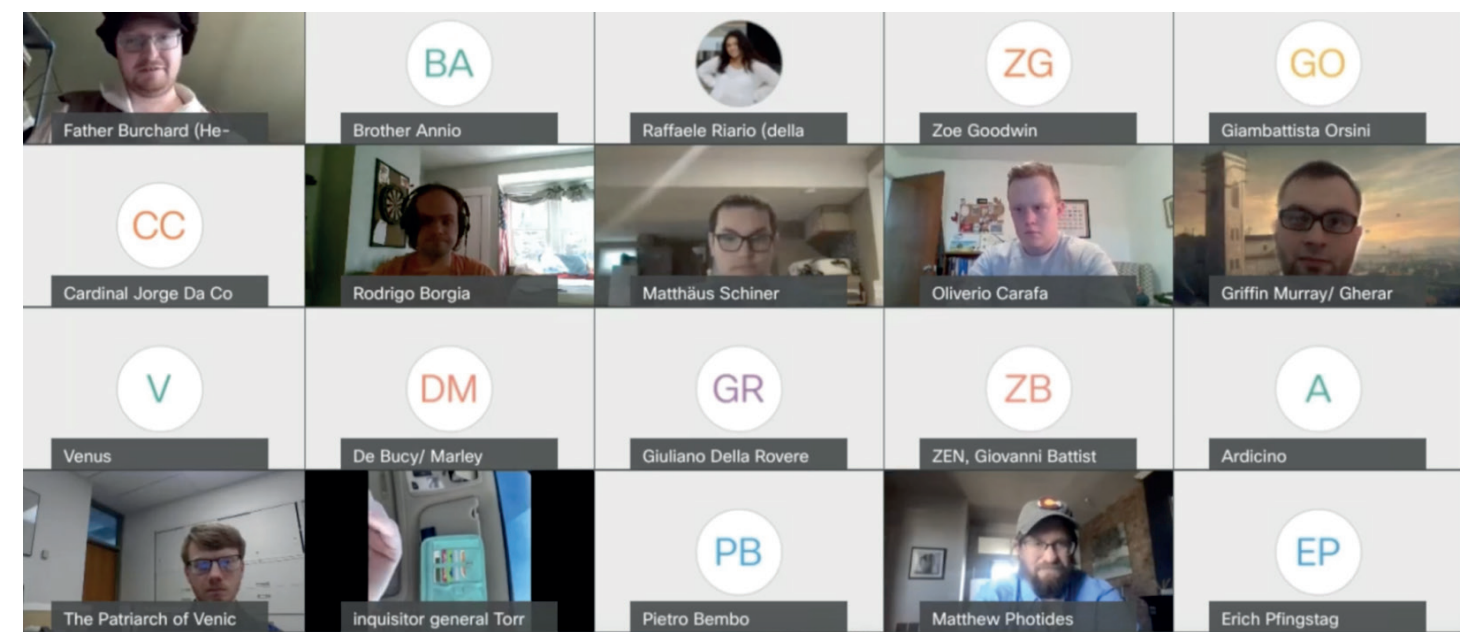 Father Burchard (He-
BA
Brother Annio
Raffaele Riario (della
ZG
Zoe Goodwin
GO
Giambattista Orsini
CC
Cardinal Jorge Da Co
Rodrigo Borgia
Matthäus Schiner
Oliverio Carafa
Griffin Murray/ Gherar
V
Venus
DM
De Bucy/ Marley
GR
Giuliano Della Rovere
ZB
ZEN, Giovanni Battist
A
Ardicino
The Patriarch of Venic
inquisitor general Torr
PB
Pietro Bembo
Matthew Photides
EP
Erich Pfingstag